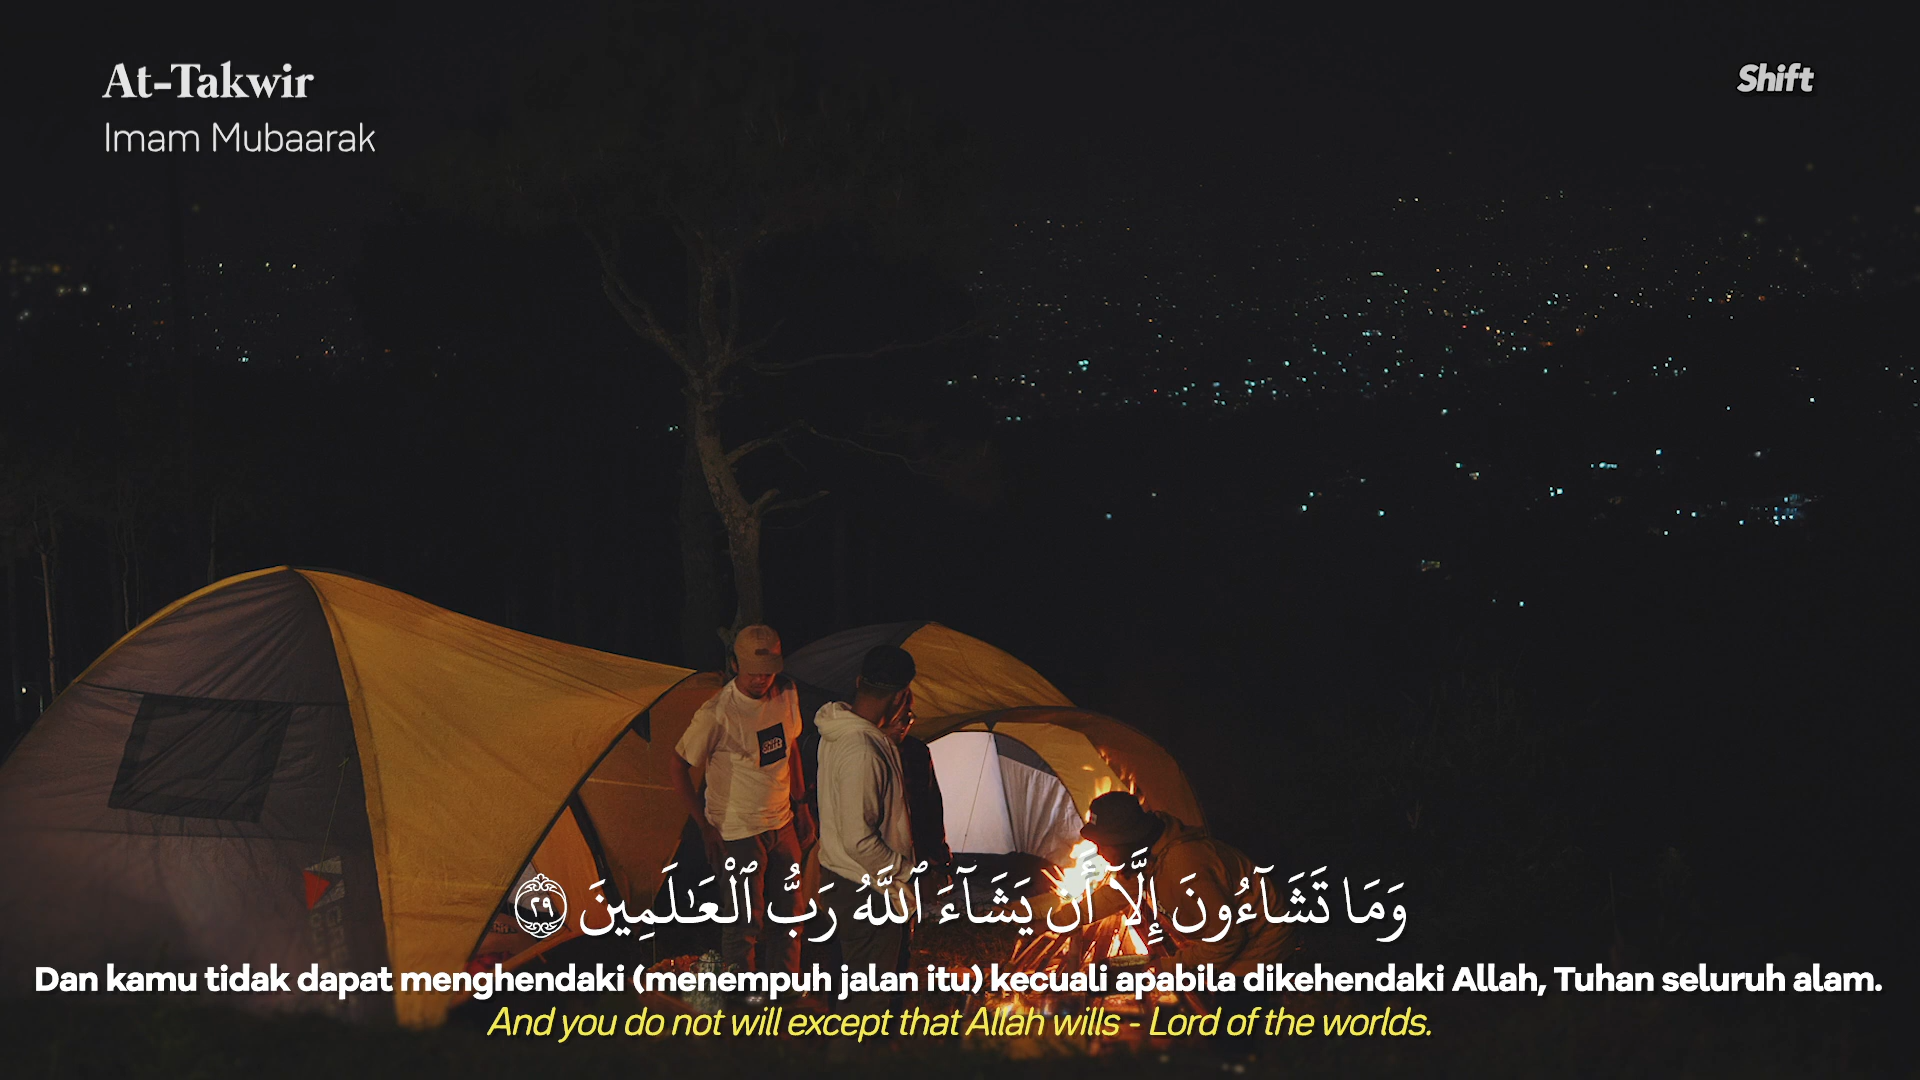 At-Takwir
Imam Mubaarak
Shift
Shift
وَمَا تَشَآءُونَ إِلَّآ أَن يَشَآءَ ٱللَّهُ رَبُّ ٱلْعَـٰلَمِينَ ٢٩
Dan kamu tidak dapat menghendaki (menempuh jalan itu) kecuali apabila dikehendaki Allah, Tuhan seluruh alam.
And you do not will except that Allah wills - Lord of the worlds.